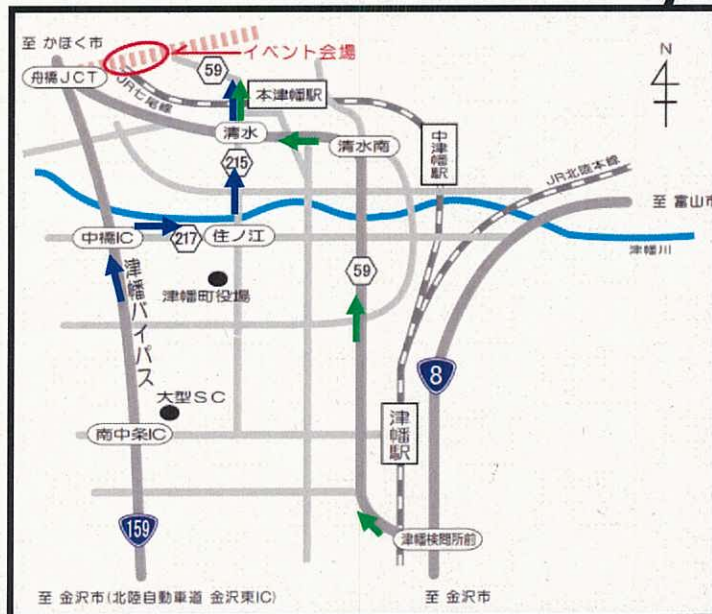 至 かほく市
イベント会場
N
舟橋JCT
59
JR七尾線
本津幡駅
清水
清水南
中津幡駅
215
JR北陸本線
至 富山市
中橋IC
217
住ノ江
津幡川
津幡町役場
59
津幡バイパス
8
大型SC
南中条IC
津幡駅
159
津幡検問所前
至 金沢市(北陸自動車道 金沢東IC)
至 金沢市